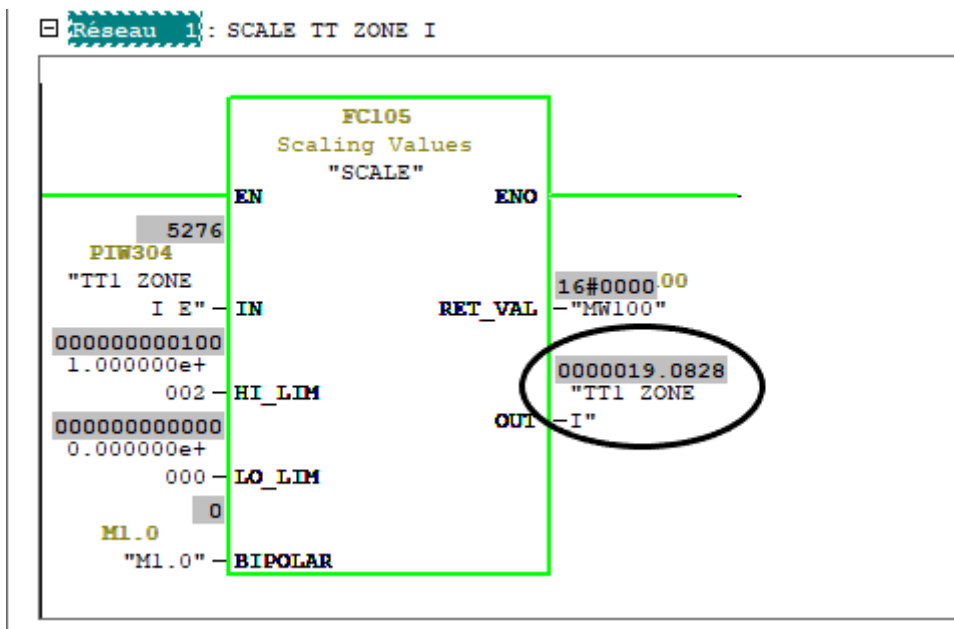 Réseau 1: SCALE TT ZONE I
FC105
Scaling Values
"SCALE"
EN ENO
5276
PIW304
"TT1 ZONE
I E" IN
16#0000 00
RET_VAL "MW100"
000000000100
1.000000e+
002 HI_LIM
0000019.0828
"TT1 ZONE
OUT I"
000000000000
0.000000e+
000 LO_LIM
0
M1.0
"M1.0" BIPOLAR